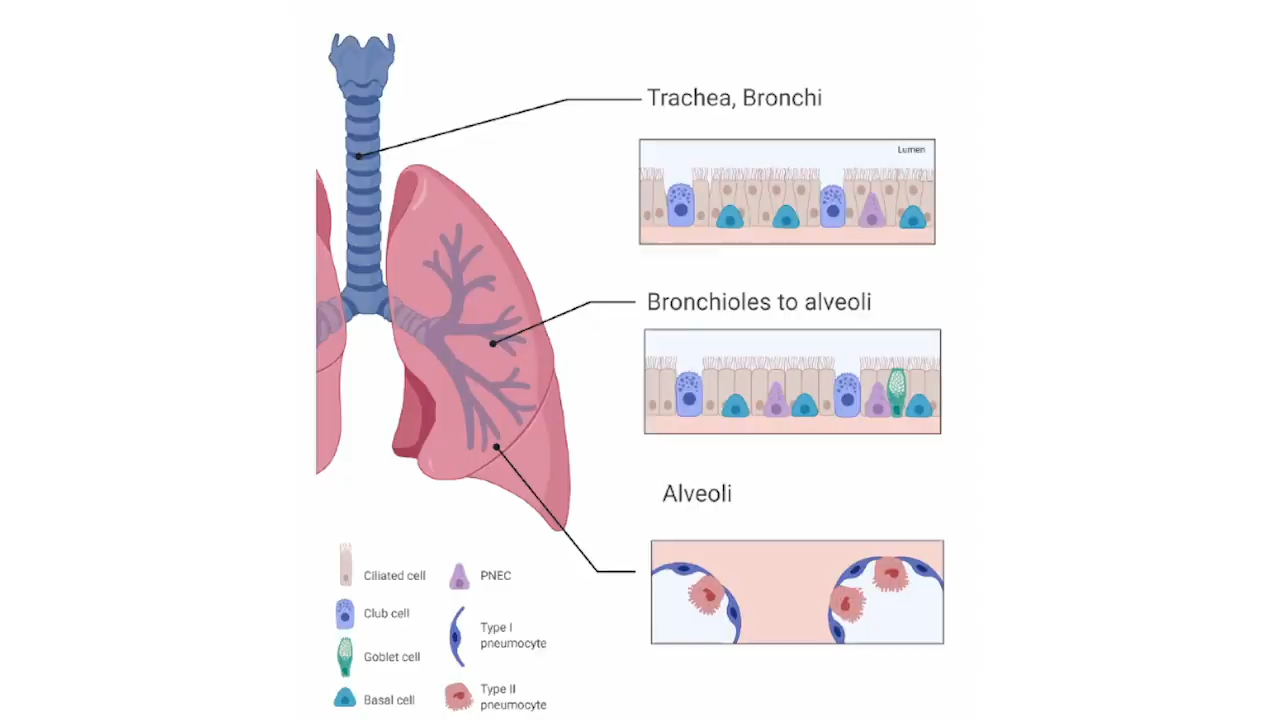 Trachea, Bronchi
Lumen
Bronchioles to alveoli
Alveoli
Ciliated cell
Club cell
Goblet cell
Basal cell
PNEC
Type I
pneumocyte
Type II
pneumocyte